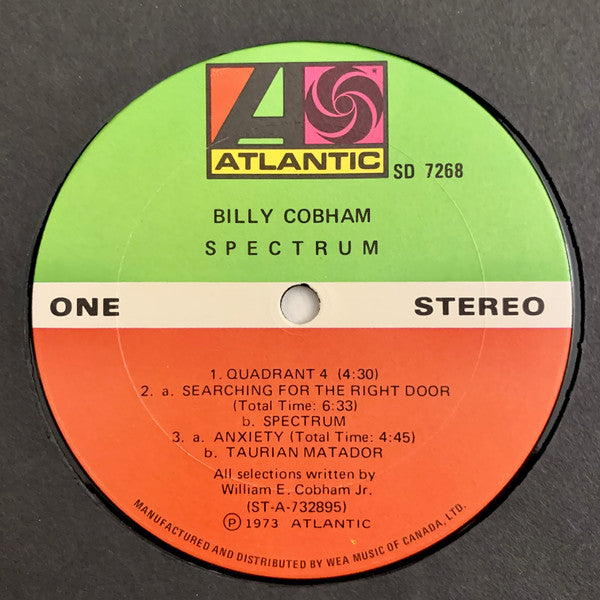 ATLANTIC
SD 7268
BILLY COBHAM
SPECTRUM
ONE STEREO
1. QUADRANT 4 (4:30)
2. a. SEARCHING FOR THE RIGHT DOOR
(Total Time: 6:33)
b. SPECTRUM
3. a. ANXIETY (Total Time: 4:45)
b. TAURIAN MATADOR
All selections written by
William E. Cobham Jr.
(ST-A-732895)
Ⓟ 1973 ATLANTIC
MANUFACTURED AND DISTRIBUTED BY WEA MUSIC OF CANADA, LTD.